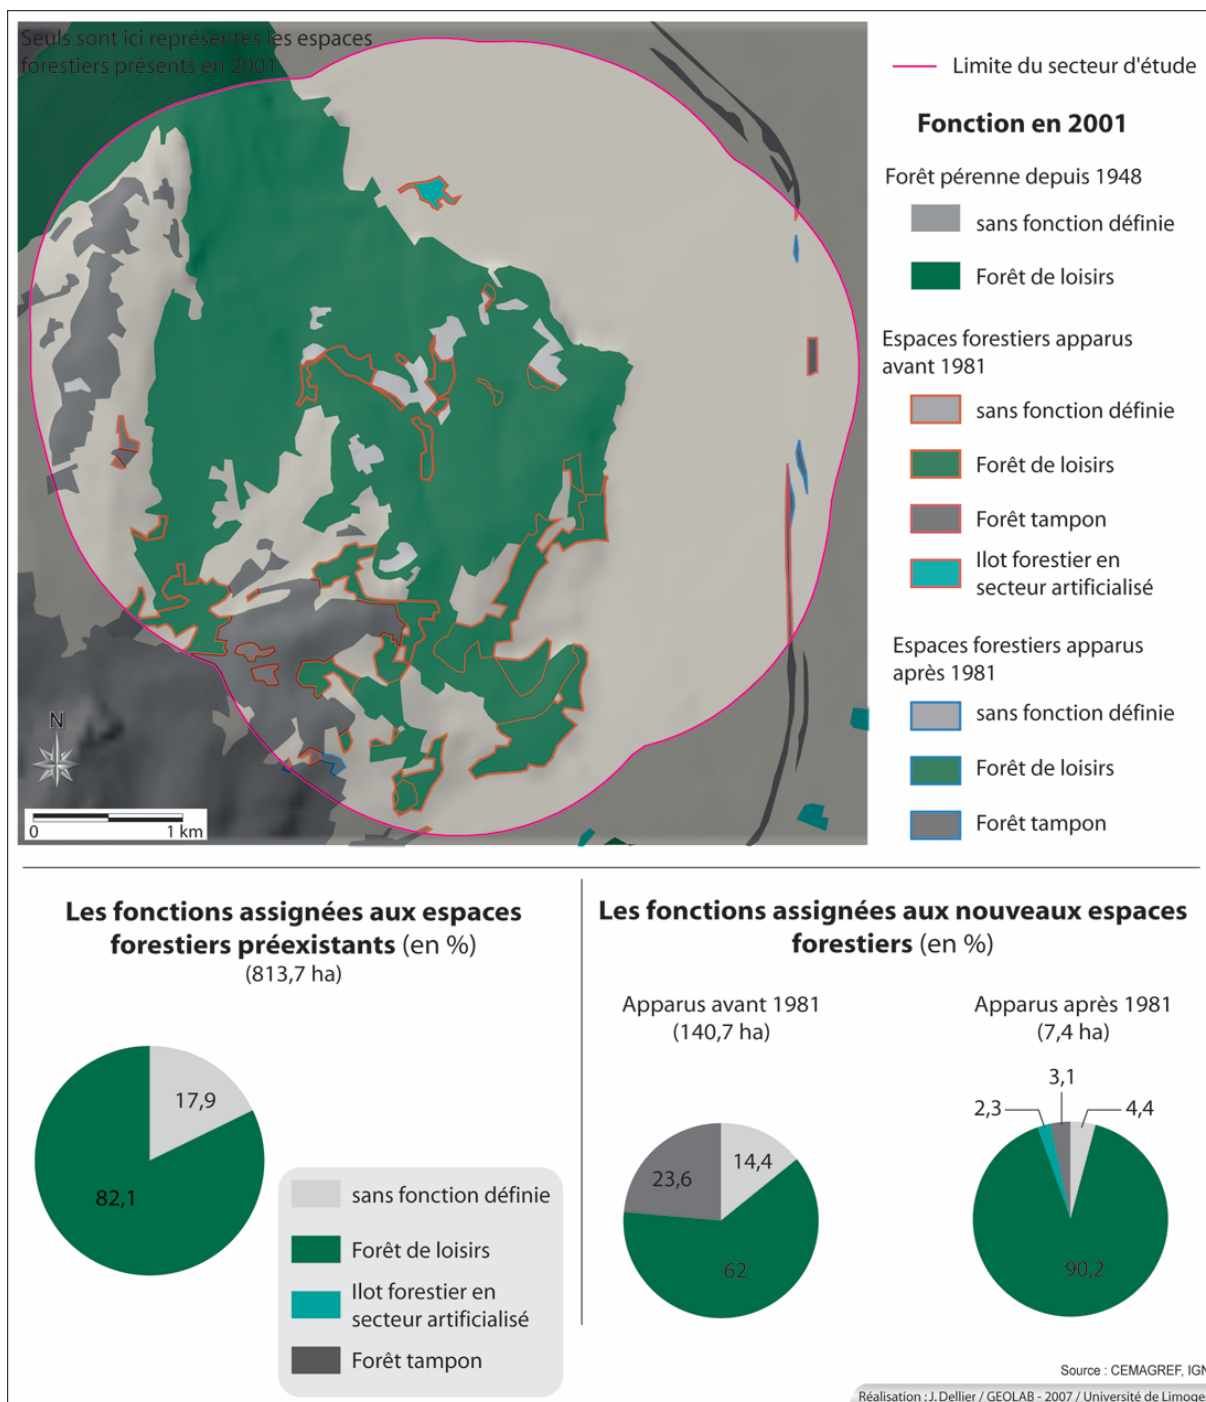 Seuls sont ici représentes les espaces
forestiers présents en 2001
N
0 1 km
Limite du secteur d'étude
Fonction en 2001
Forêt pérenne depuis 1948
sans fonction définie
Forêt de loisirs
Espaces forestiers apparus
avant 1981
sans fonction définie
Forêt de loisirs
Forêt tampon
Ilot forestier en
secteur artificialisé
Espaces forestiers apparus
après 1981
sans fonction définie
Forêt de loisirs
Forêt tampon
Les fonctions assignées aux espaces
forestiers préexistants (en %)
(813,7 ha)
17,9
82,1
sans fonction définie
Forêt de loisirs
Ilot forestier en
secteur artificialisé
Forêt tampon
Les fonctions assignées aux nouveaux espaces
forestiers (en %)
Apparus avant 1981
(140,7 ha)
14,4
23,6
62
Apparus après 1981
(7,4 ha)
3,1
2,3
4,4
90,2
Source : CEMAGREF, IGN
Réalisation : J. Dellier / GEOLAB - 2007 / Université de Limoge